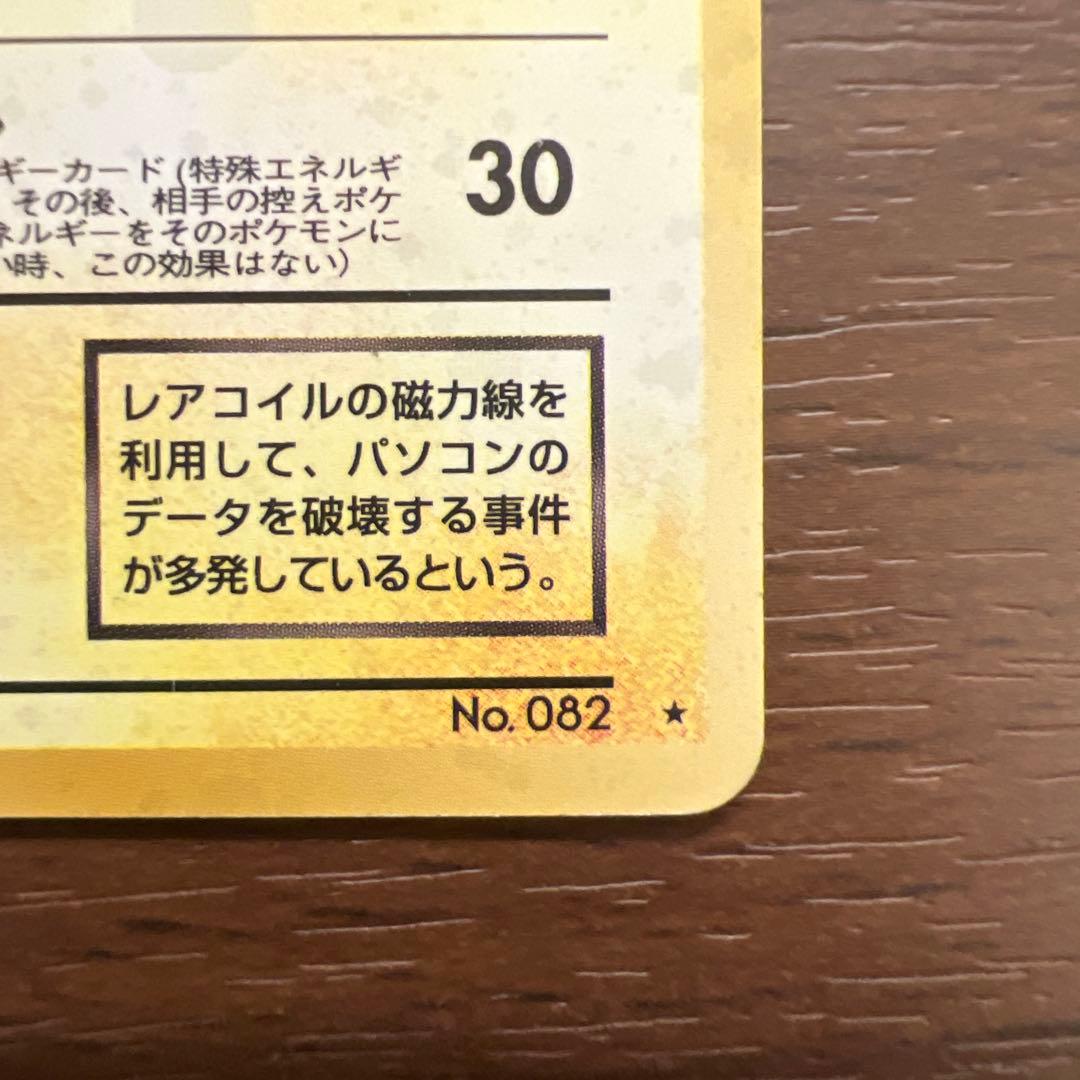 ギーカード(特殊エネルギ
30
その後、相手の控えポケ
ネルギーをそのポケモンに
い時、この効果はない)
レアコイルの磁力線を
利用して、パソコンの
データを破壊する事件
が多発しているという。
No. 082 ★